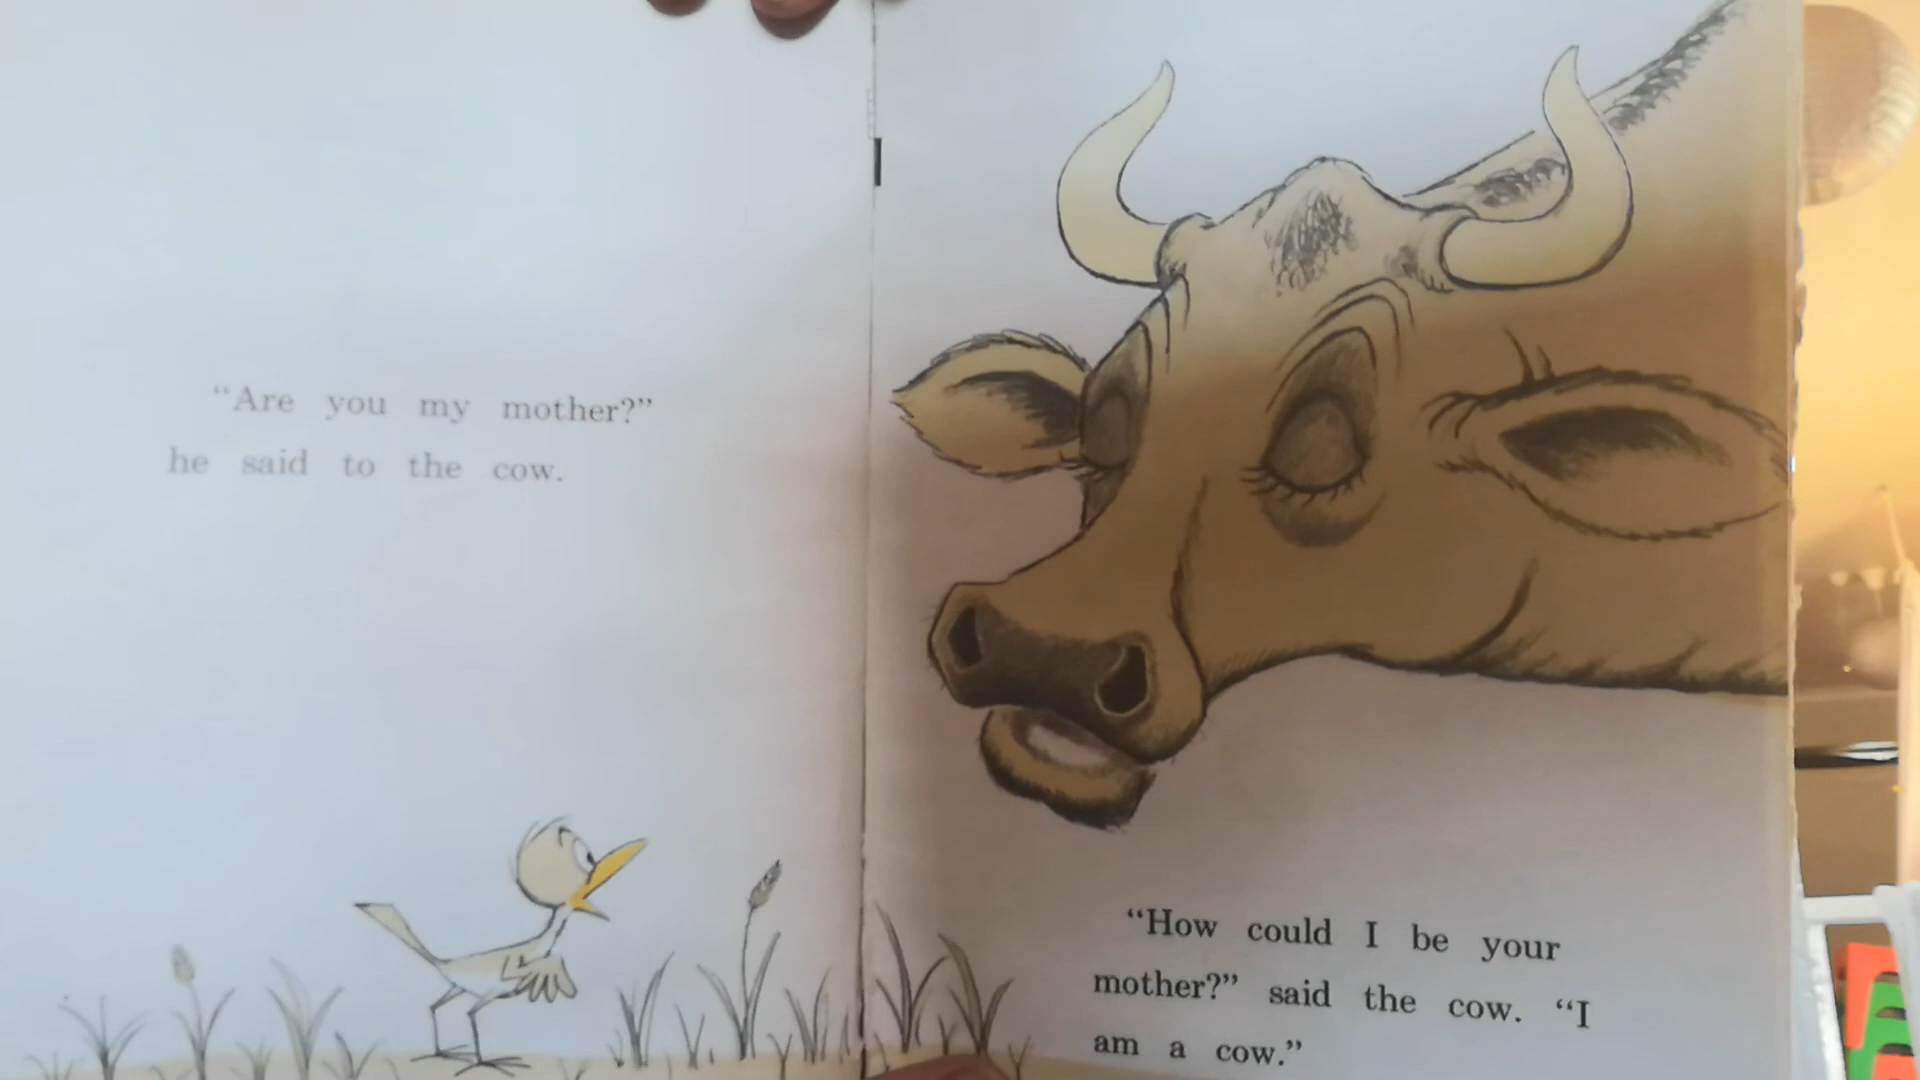 “Are you my mother?”
he said to the cow.
“How could I be your
mother?” said the cow. “I
am a cow.”